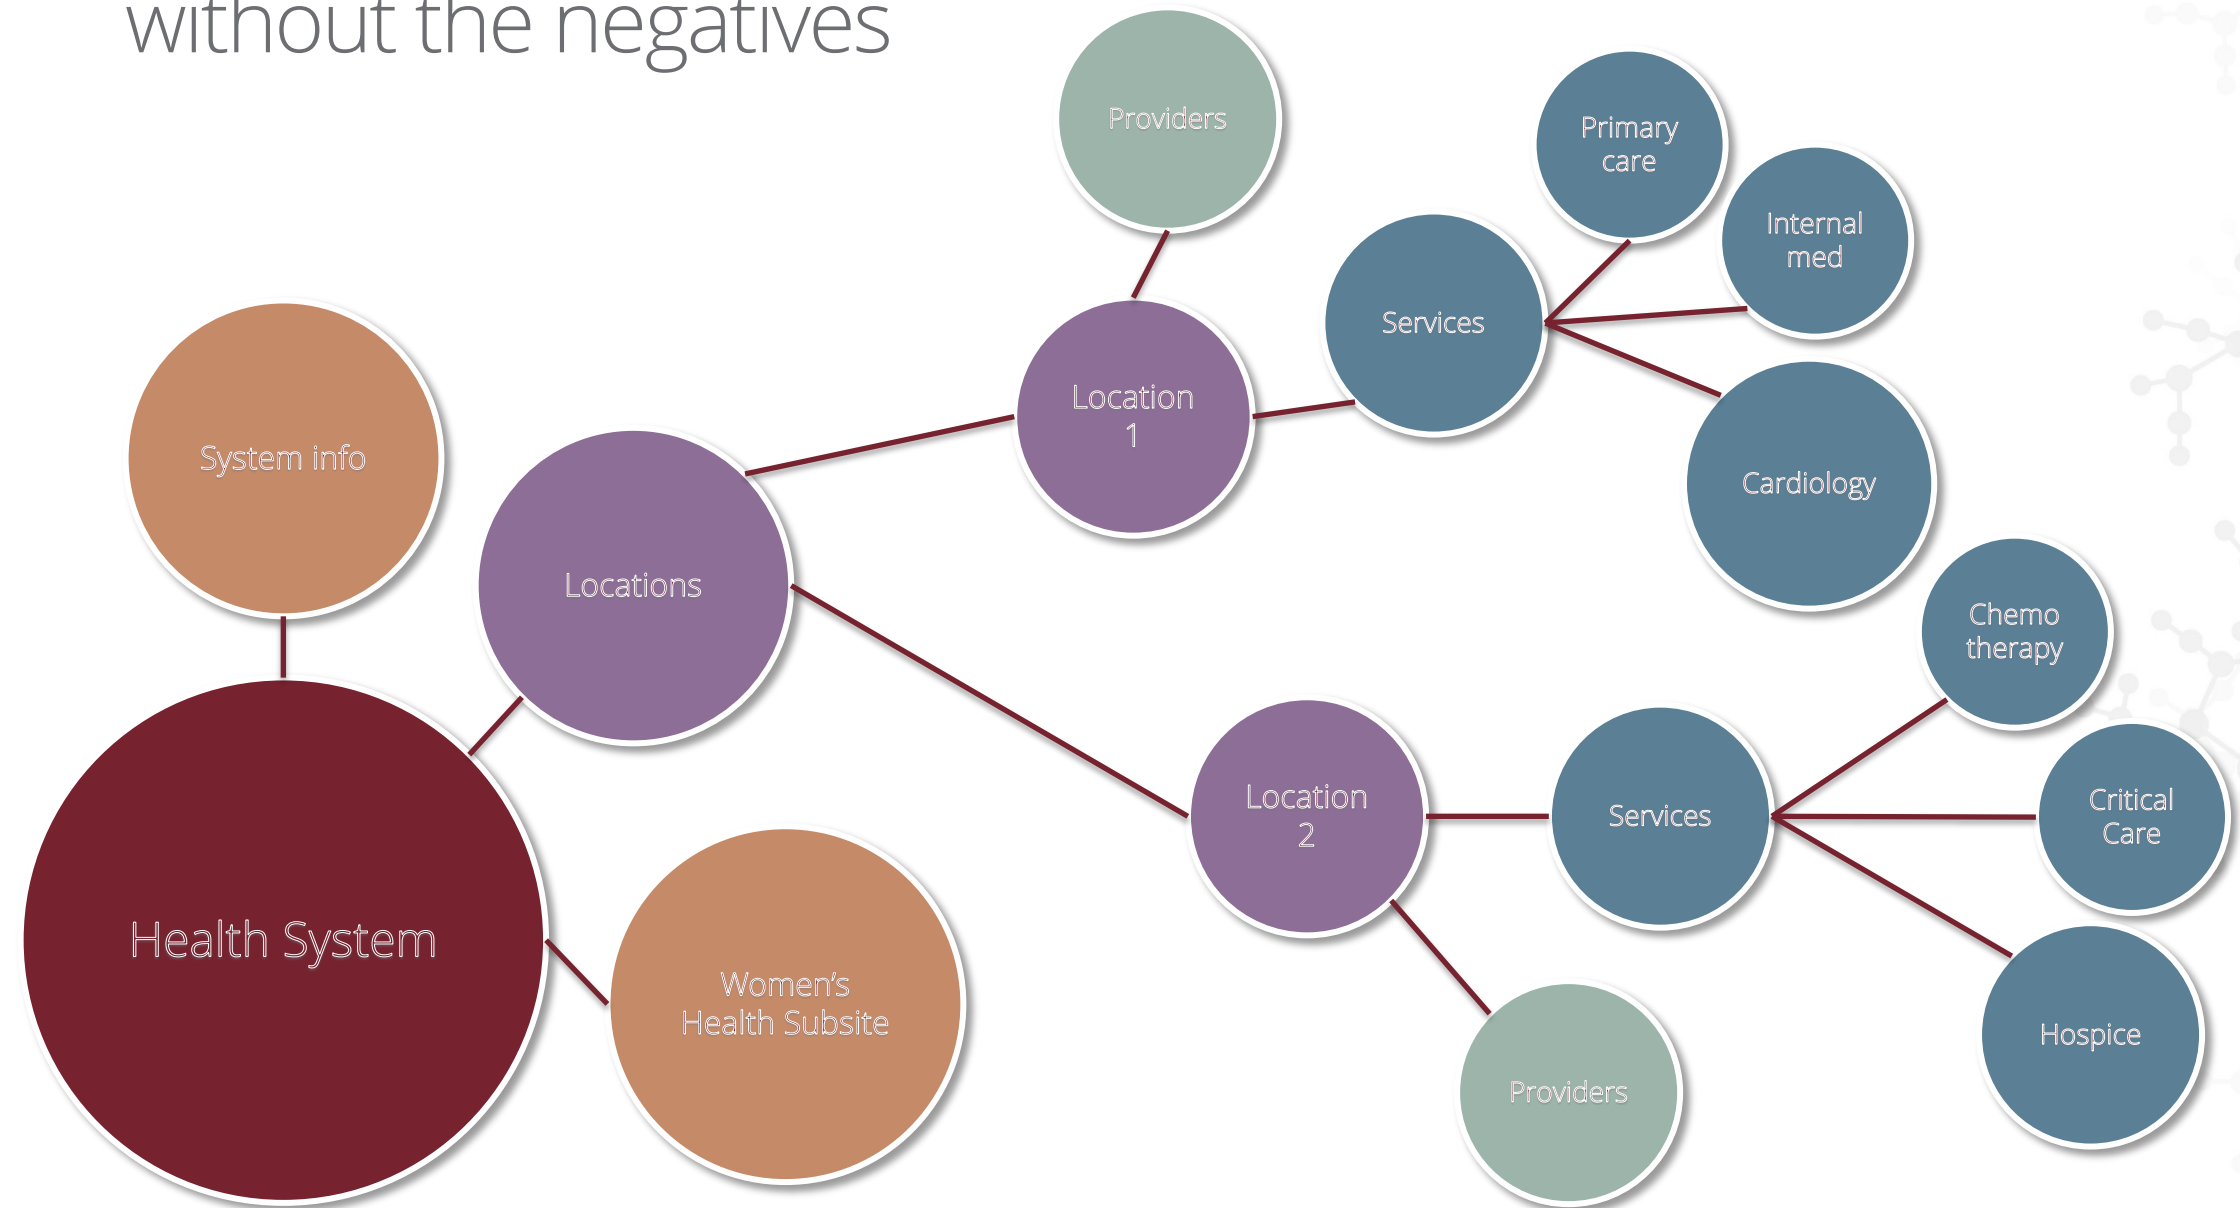 without the negatives
Providers
Primary
care
Internal
med
Services
Location
1
System info
Cardiology
Locations
Chemo
therapy
Location
2
Services
Critical
Care
Health System
Women’s
Health Subsite
Hospice
Providers